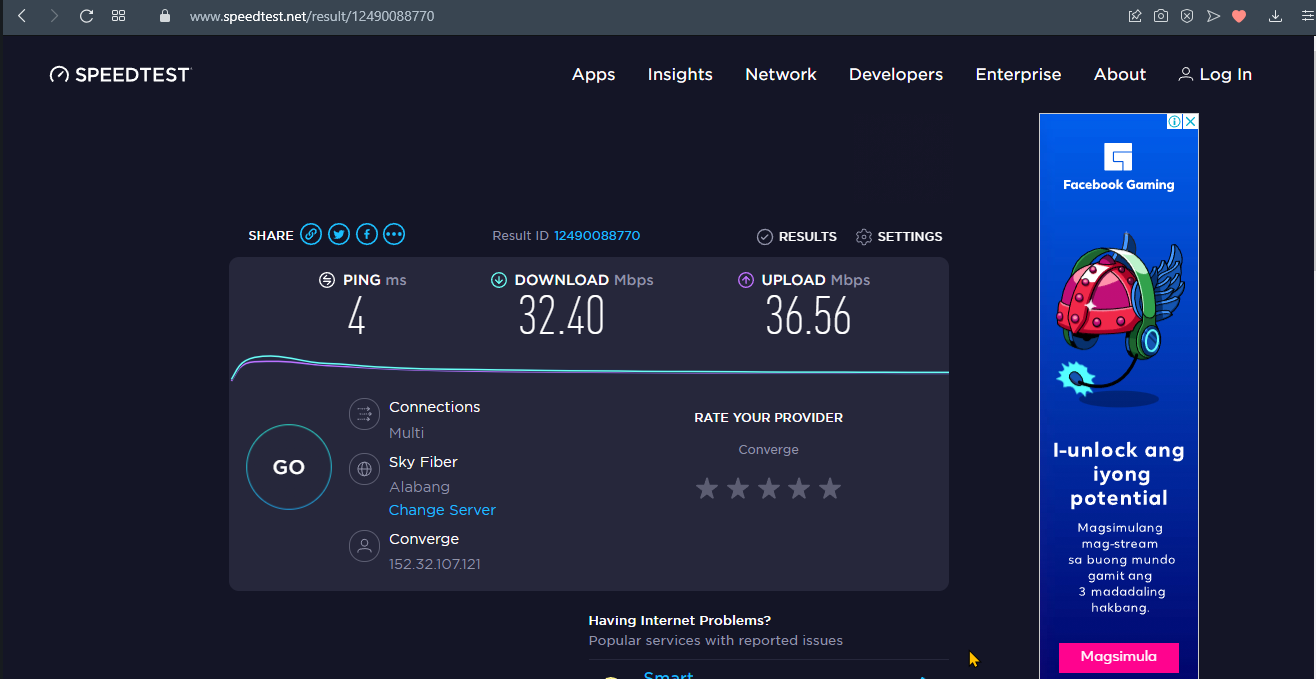 www.speedtest.net/result/12490088770
SPEEDTEST
Apps Insights Network Developers Enterprise About Log In
SHARE
Result ID 12490088770
RESULTS SETTINGS
PING ms
4
DOWNLOAD Mbps
32.40
UPLOAD Mbps
36.56
GO
Connections
Multi
Sky Fiber
Alabang
Change Server
Converge
152.32.107.121
RATE YOUR PROVIDER
Converge
Having Internet Problems?
Popular services with reported issues
Smart
Facebook Gaming
I-unlock ang
iyong
potential
Magsimulang
mag-stream
sa buong mundo
gamit ang
3 madadaling
hakbang.
Magsimula